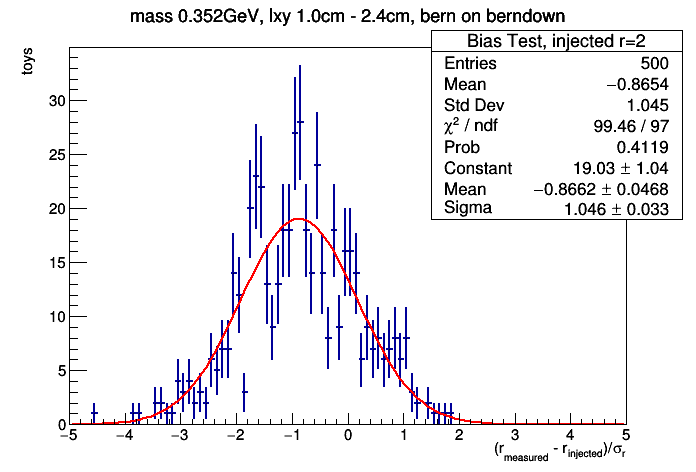 mass 0.352GeV, lxy 1.0cm - 2.4cm, bern on berndown
Bias Test, injected r=2
Entries 500
Mean −0.8654
Std Dev 1.045
χ² / ndf 99.46 / 97
Prob 0.4119
Constant 19.03 ± 1.04
Mean −0.8662 ± 0.0468
Sigma 1.046 ± 0.033
toys
30
25
20
15
10
5
0
−5 −4 −3 −2 −1 0 1 2 3 4 5
(r_measured - r_injected)/σ_r